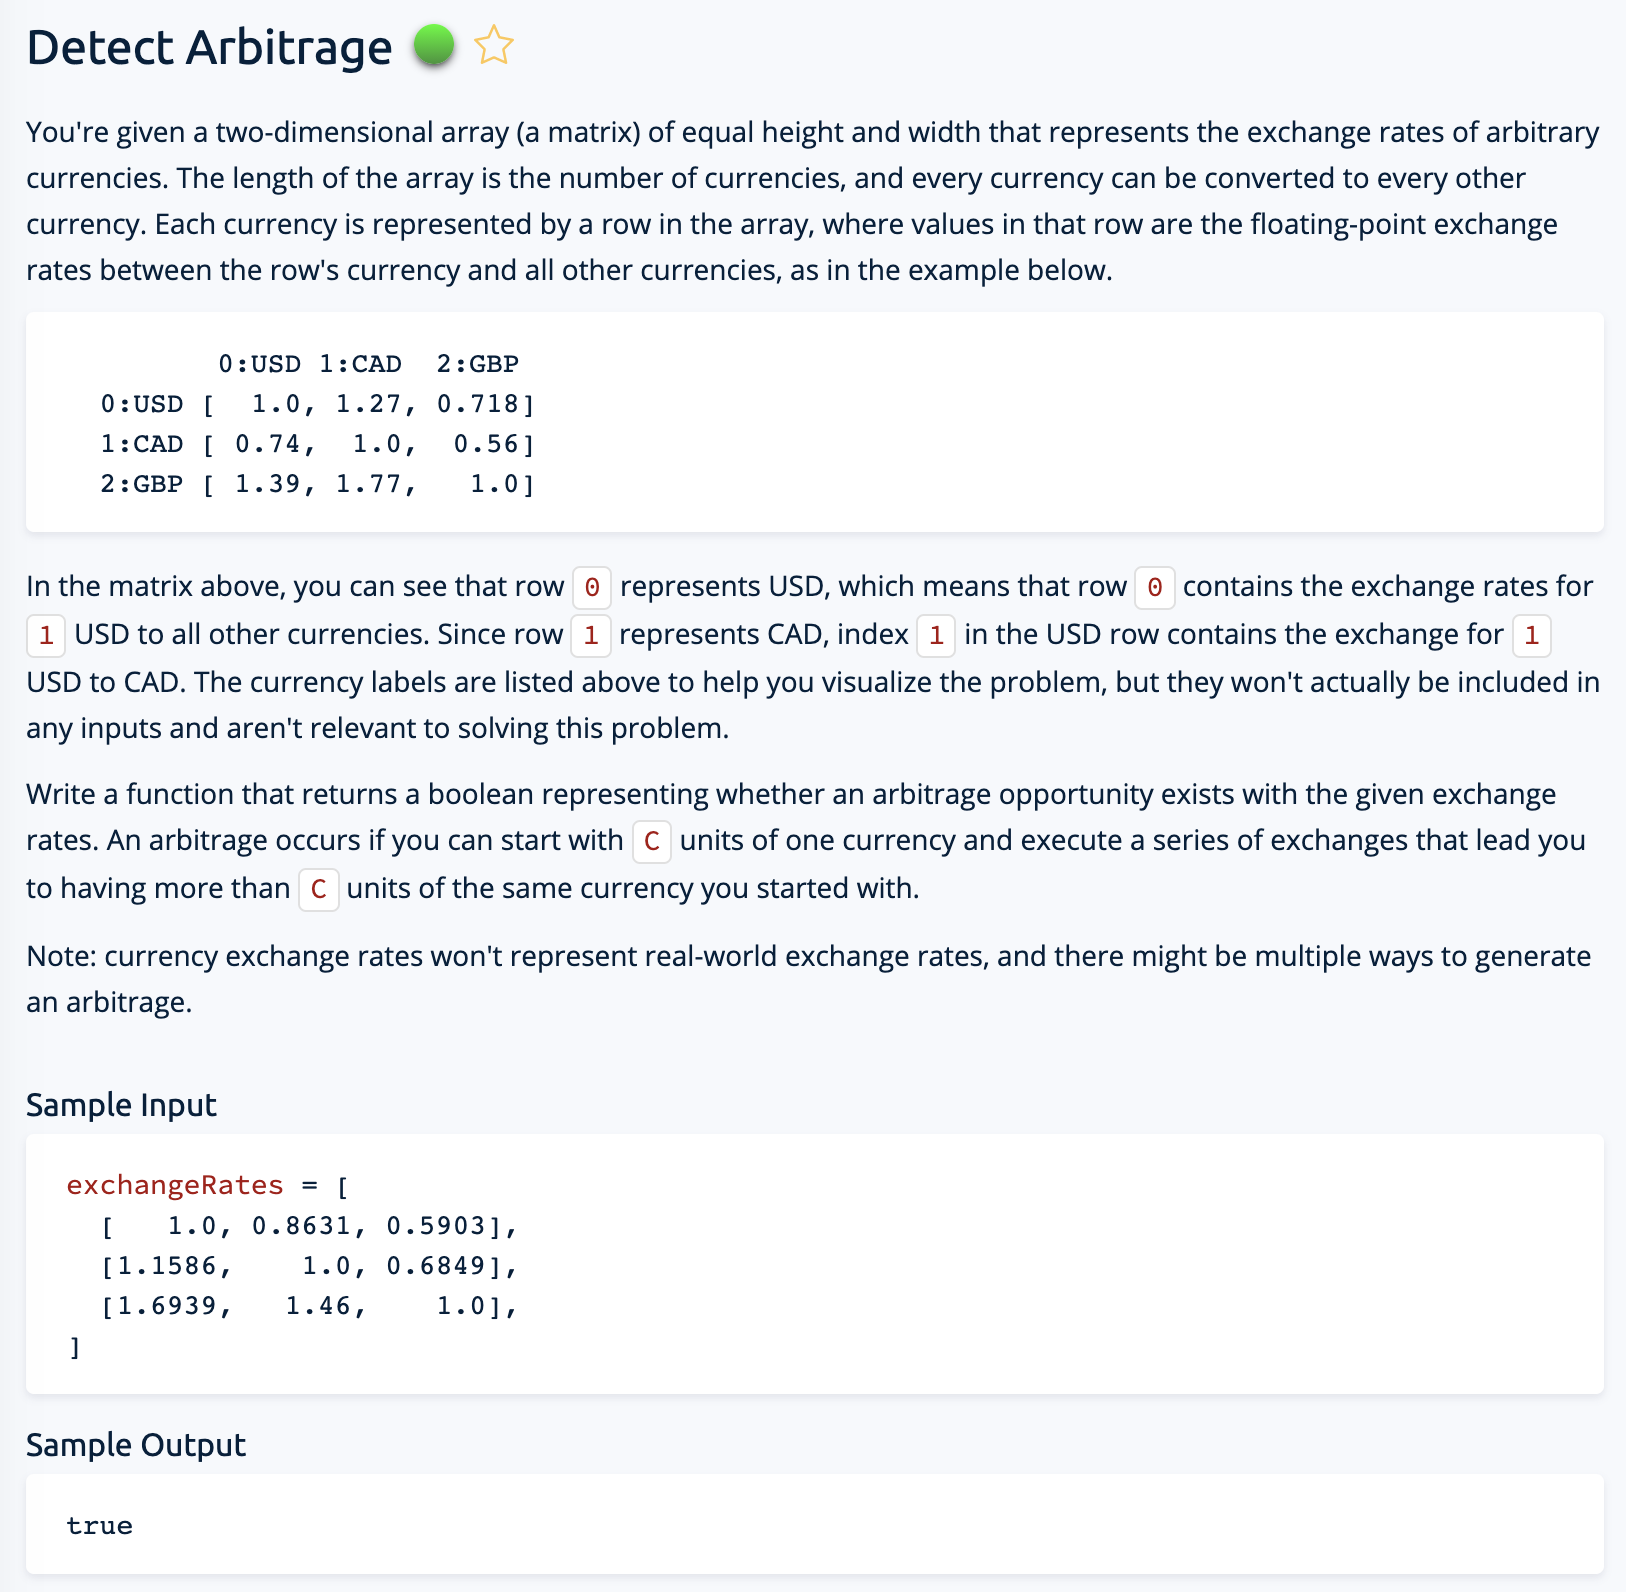 Detect Arbitrage
You're given a two-dimensional array (a matrix) of equal height and width that represents the exchange rates of arbitrary
currencies. The length of the array is the number of currencies, and every currency can be converted to every other
currency. Each currency is represented by a row in the array, where values in that row are the floating-point exchange
rates between the row's currency and all other currencies, as in the example below.
0:USD 1:CAD  2:GBP
0:USD [  1.0, 1.27, 0.718]
1:CAD [ 0.74,  1.0,  0.56]
2:GBP [ 1.39, 1.77,   1.0]
In the matrix above, you can see that row 0 represents USD, which means that row 0 contains the exchange rates for
1 USD to all other currencies. Since row 1 represents CAD, index 1 in the USD row contains the exchange for 1
USD to CAD. The currency labels are listed above to help you visualize the problem, but they won't actually be included in
any inputs and aren't relevant to solving this problem.
Write a function that returns a boolean representing whether an arbitrage opportunity exists with the given exchange
rates. An arbitrage occurs if you can start with C units of one currency and execute a series of exchanges that lead you
to having more than C units of the same currency you started with.
Note: currency exchange rates won't represent real-world exchange rates, and there might be multiple ways to generate
an arbitrage.
Sample Input
exchangeRates = [
[   1.0, 0.8631, 0.5903],
[1.1586,    1.0, 0.6849],
[1.6939,   1.46,    1.0],
]
Sample Output
true